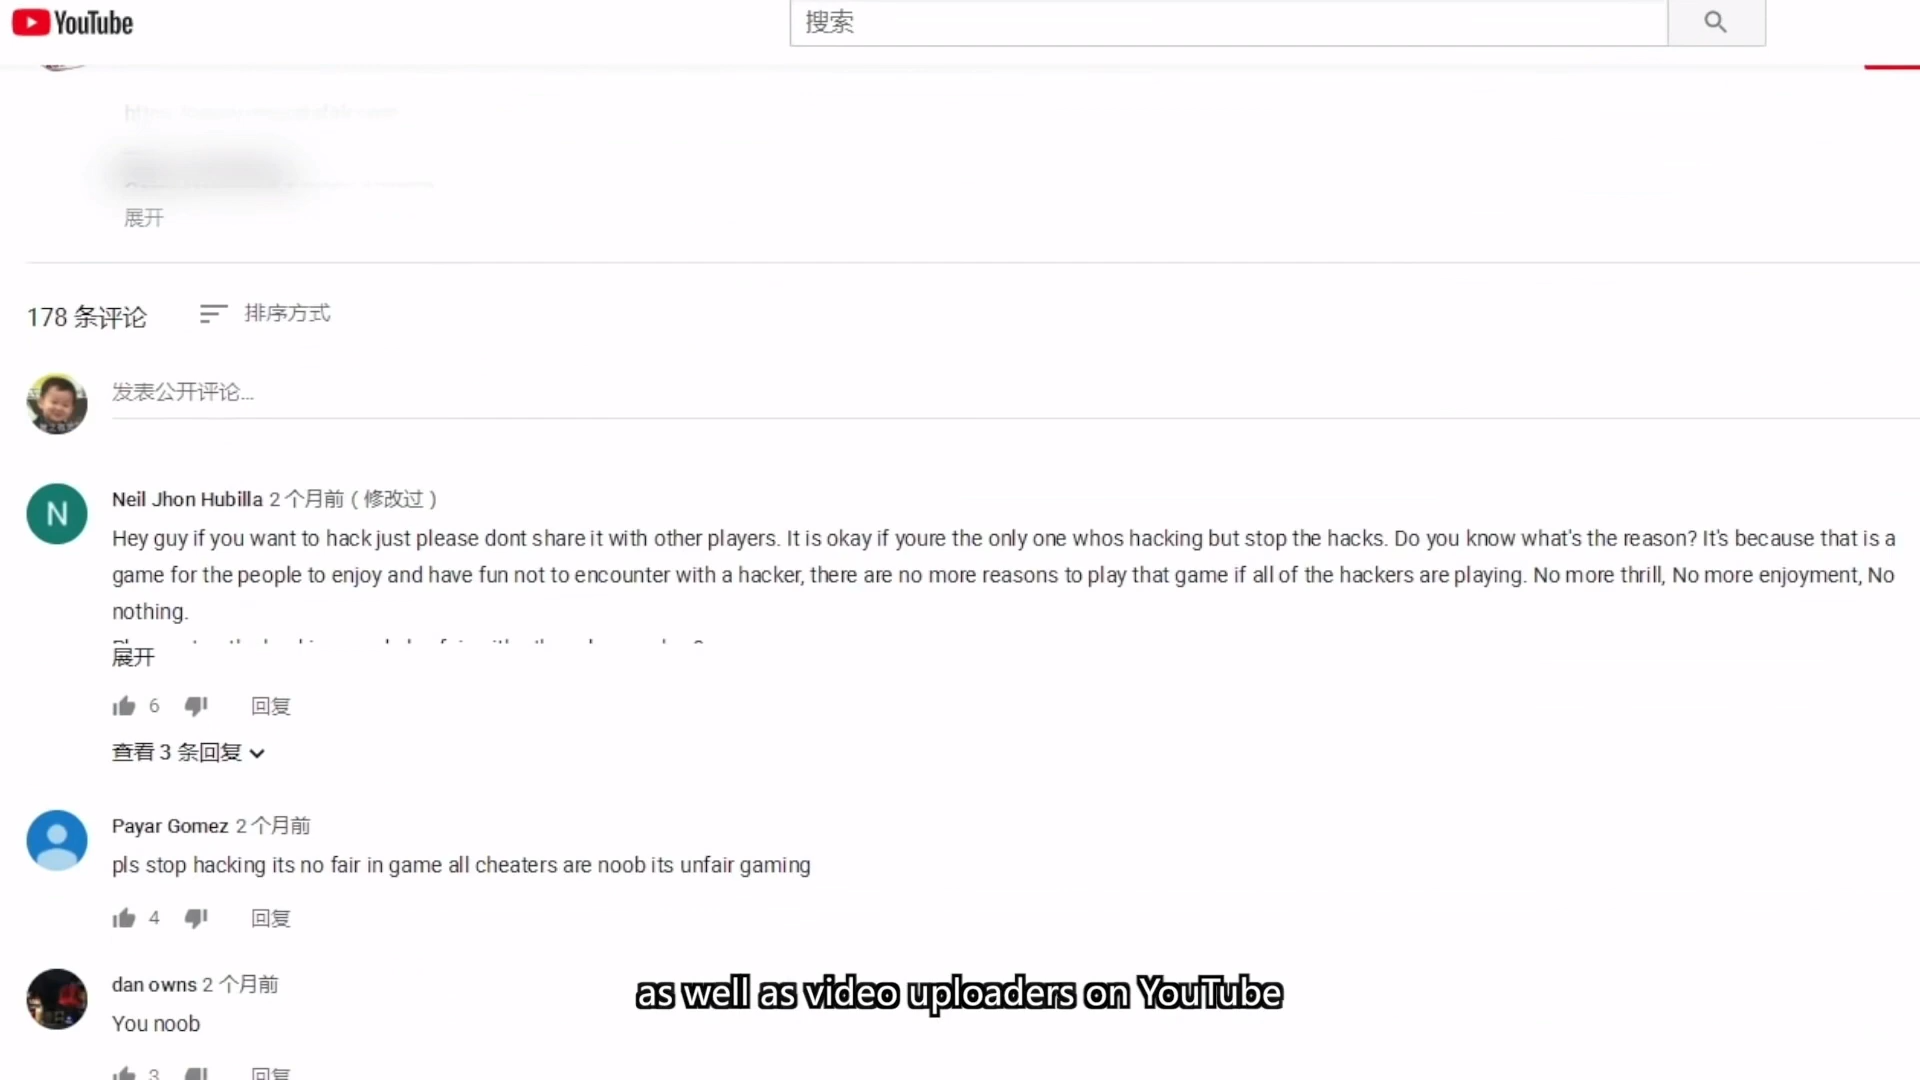 YouTube
搜索
展开
178 条评论 排序方式
发表公开评论...
N
Neil Jhon Hubilla 2 个月前（修改过）
Hey guy if you want to hack just please dont share it with other players. It is okay if youre the only one whos hacking but stop the hacks. Do you know what's the reason? It's because that is a
game for the people to enjoy and have fun not to encounter with a hacker, there are no more reasons to play that game if all of the hackers are playing. No more thrill, No more enjoyment, No
nothing.
展开
6 回复
查看 3 条回复
Payar Gomez 2 个月前
pls stop hacking its no fair in game all cheaters are noob its unfair gaming
4 回复
dan owns 2 个月前
You noob
as well as video uploaders on YouTube
3 回复